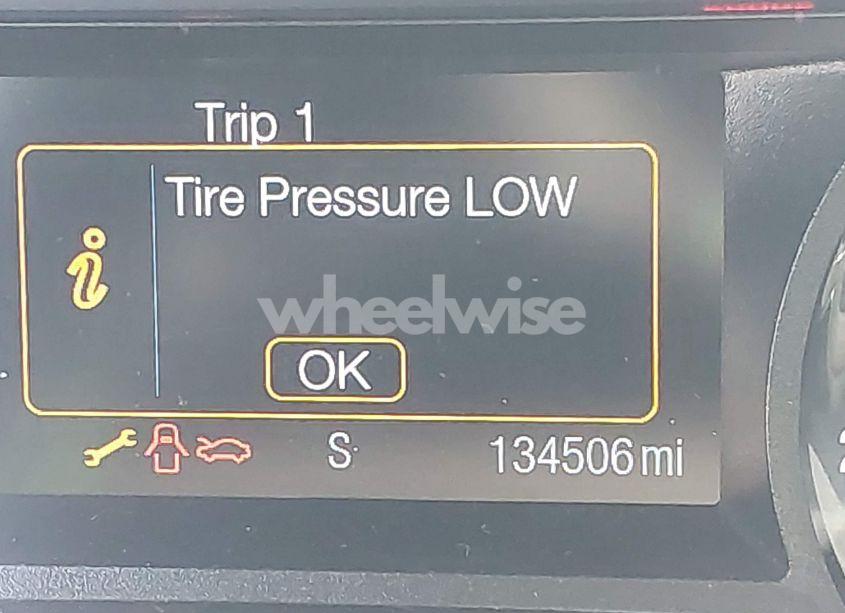 Trip 1
Tire Pressure LOW
wheelwise
OK
S
134506 mi